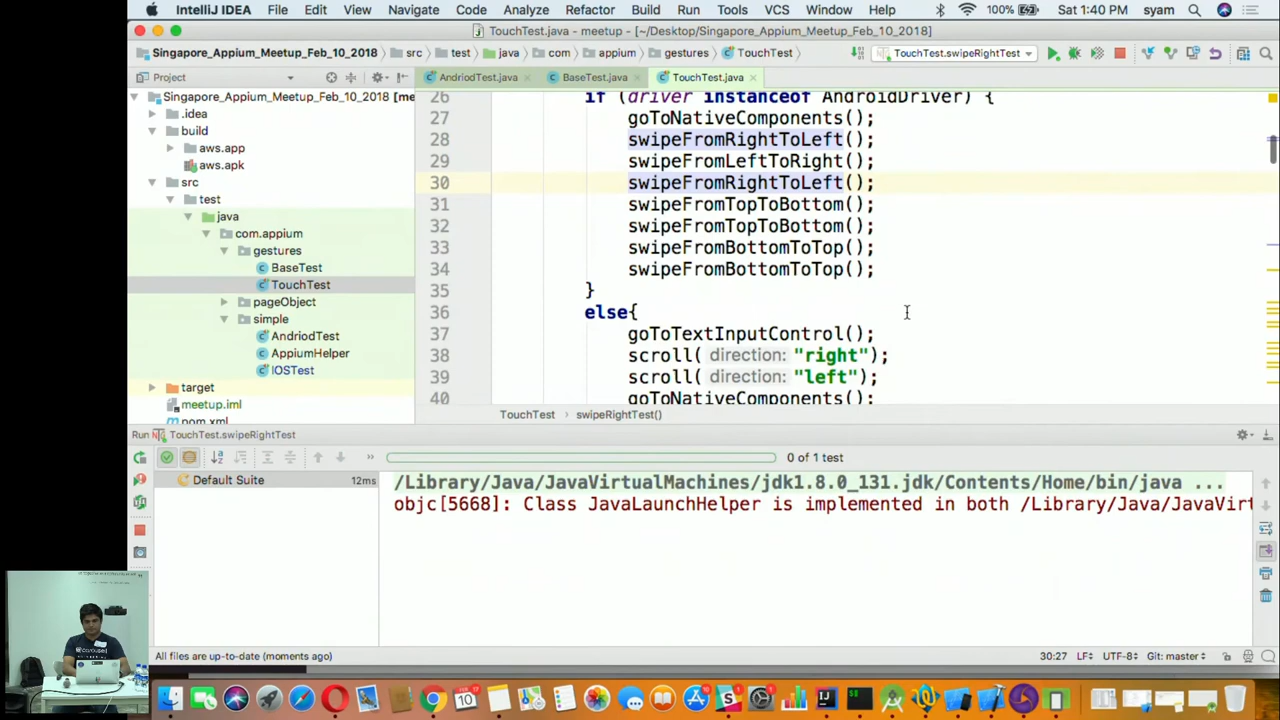 IntelliJ IDEA File Edit View Navigate Code Analyze Refactor Build Run Tools VCS Window Help 100% Sat 1:40 PM syam
TouchTest.java - meetup - [~/Desktop/Singapore_Appium_Meetup_Feb_10_2018]
Singapore_Appium_Meetup_Feb_10_2018 src test java com appium gestures TouchTest TouchTest.swipeRightTest
Project AndriodTest.java BaseTest.java TouchTest.java
Singapore_Appium_Meetup_Feb_10_2018 [me
.idea
build
aws.app
aws.apk
src
test
java
com.appium
gestures
BaseTest
TouchTest
pageObject
simple
AndriodTest
AppiumHelper
IOSTest
target
meetup.iml
pom.xml
26 if (driver instanceof AndroidDriver) {
27 goToNativeComponents();
28 swipeFromRightToLeft();
29 swipeFromLeftToRight();
30 swipeFromRightToLeft();
31 swipeFromTopToBottom();
32 swipeFromTopToBottom();
33 swipeFromBottomToTop();
34 swipeFromBottomToTop();
35 }
36 else{
37 goToTextInputControl();
38 scroll( direction: "right");
39 scroll( direction: "left");
40 goToNativeComponents();
TouchTest swipeRightTest()
Run TouchTest.swipeRightTest
0 of 1 test
Default Suite 12ms
/Library/Java/JavaVirtualMachines/jdk1.8.0_131.jdk/Contents/Home/bin/java ...
objc[5668]: Class JavaLaunchHelper is implemented in both /Library/Java/JavaVirt
All files are up-to-date (moments ago) 30:27 LF UTF-8 Git: master